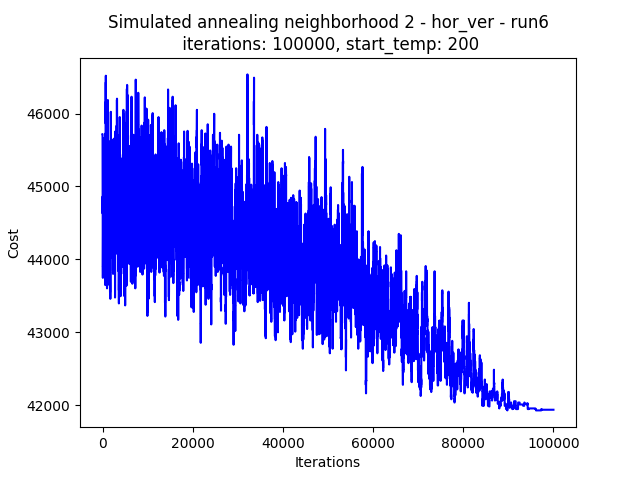 Simulated annealing neighborhood 2 - hor_ver - run6
iterations: 100000, start_temp: 200
46000
45000
44000
43000
42000
Cost
0
20000
40000
60000
80000
100000
Iterations